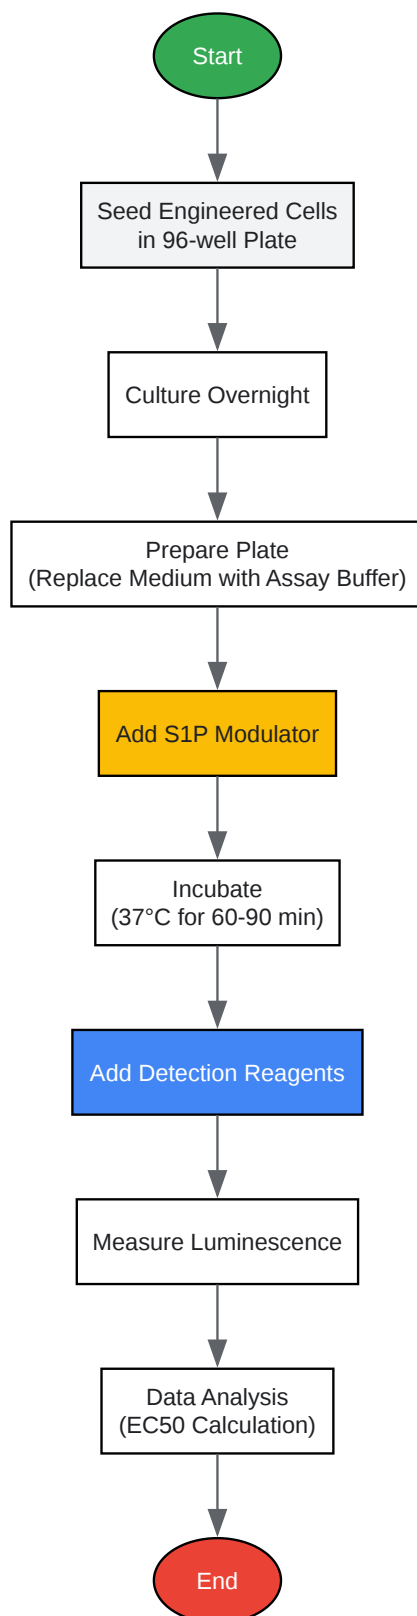 Start
Seed Engineered Cells
in 96-well Plate
Culture Overnight
Prepare Plate
(Replace Medium with Assay Buffer)
Add S1P Modulator
Incubate
(37°C for 60-90 min)
Add Detection Reagents
Measure Luminescence
Data Analysis
(EC50 Calculation)
End